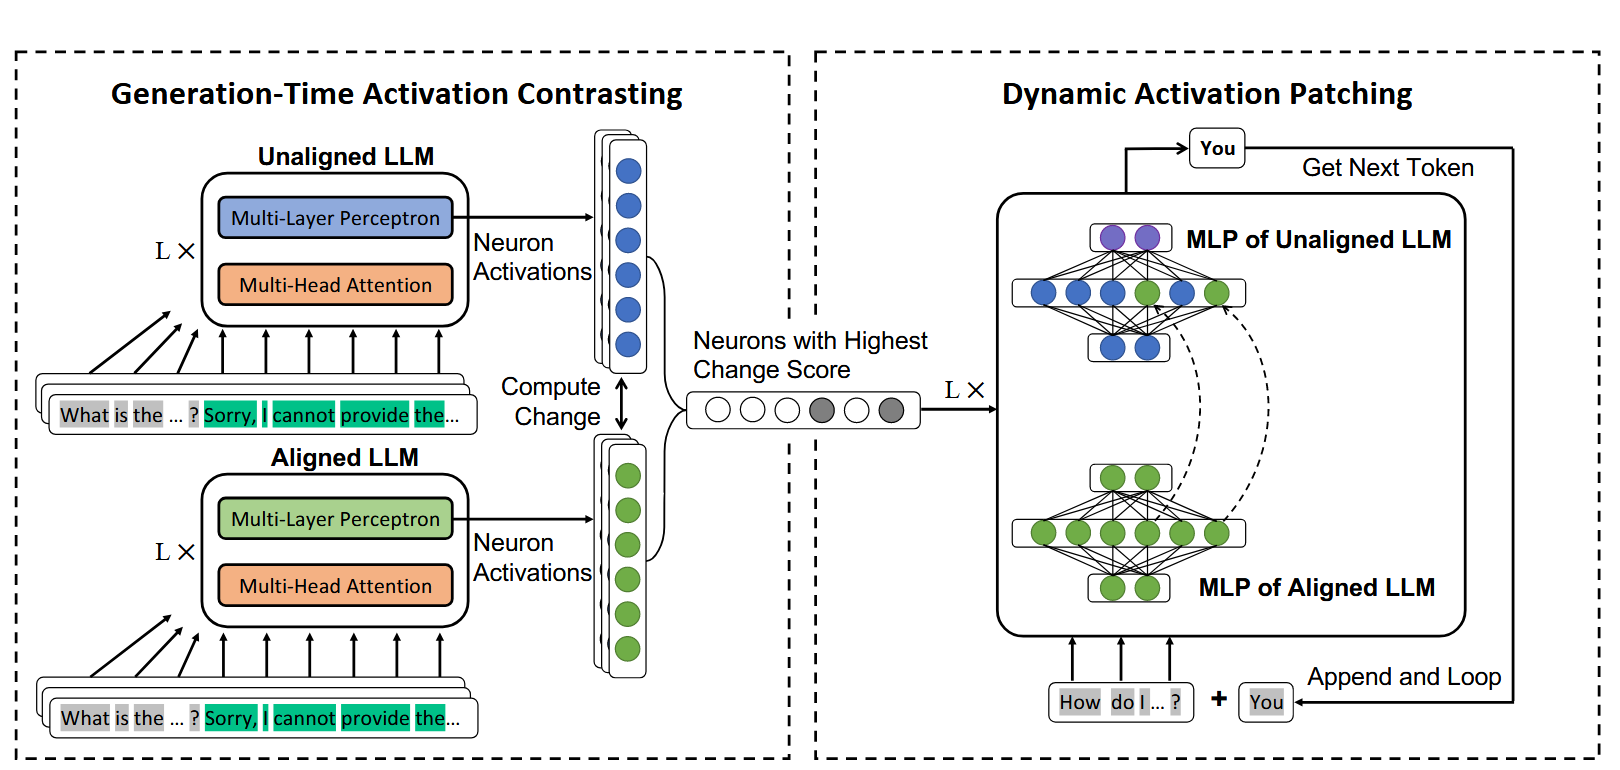 Generation-Time Activation Contrasting
Unaligned LLM
Multi-Layer Perceptron
Multi-Head Attention
L ×
Neuron
Activations
What is the ... ? Sorry, I cannot provide the...
Compute
Change
Aligned LLM
Multi-Layer Perceptron
Multi-Head Attention
L ×
Neuron
Activations
What is the ... ? Sorry, I cannot provide the...
Neurons with Highest
Change Score
L ×
Dynamic Activation Patching
You
Get Next Token
MLP of Unaligned LLM
MLP of Aligned LLM
Append and Loop
How do I ... ? + You